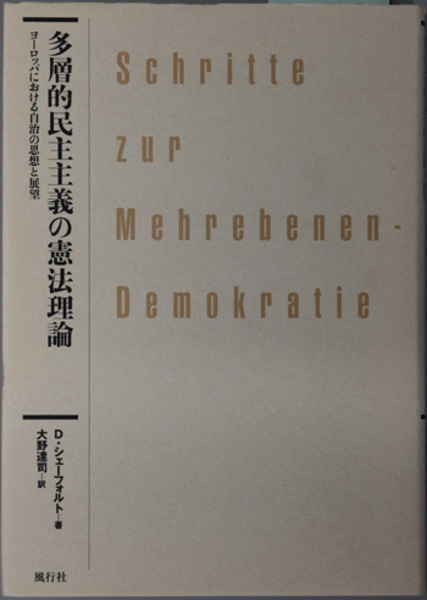 多層的民主主義の憲法理論
ヨーロッパにおける自治の思想と展望
Schritte
zur
Mehrebenen-
Demokratie
D・シェーフォルト—著
大野達司—訳
風行社